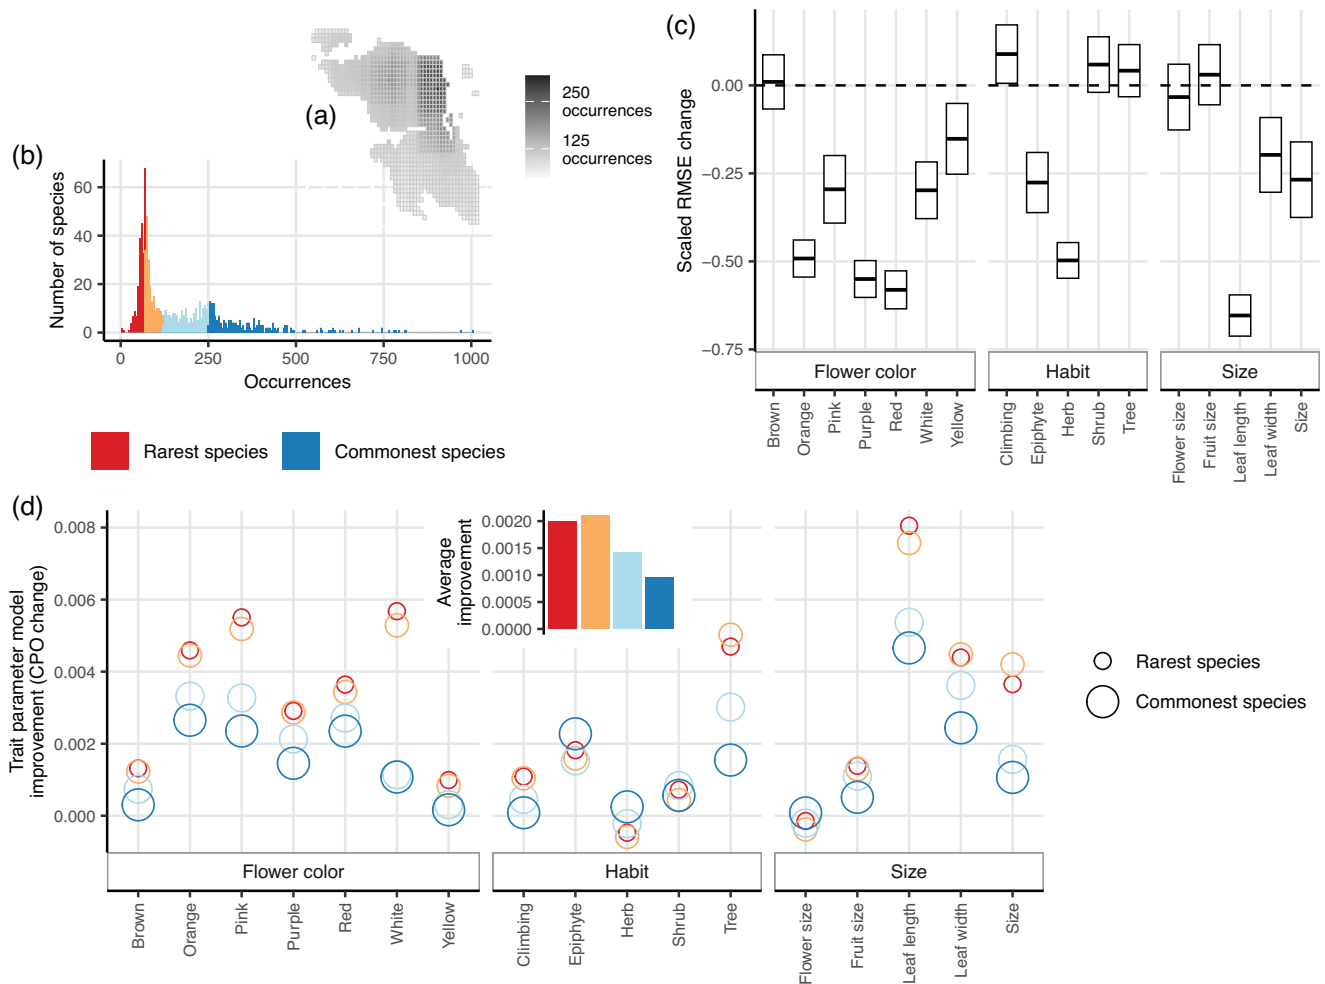 (a)
250
occurrences
125
occurrences
(b)
Number of species
60
40
20
0
0
250
500
750
1000
Occurrences
Rarest species
Commonest species
(c)
Scaled RMSE change
0.00
−0.25
−0.50
−0.75
Flower color
Habit
Size
Brown
Orange
Pink
Purple
Red
White
Yellow
Climbing
Epiphyte
Herb
Shrub
Tree
Flower size
Fruit size
Leaf length
Leaf width
Size
(d)
Trait parameter model
improvement (CPO change)
0.008
0.006
0.004
0.002
0.000
Average
improvement
0.0020
0.0015
0.0010
0.0005
0.0000
Flower color
Habit
Size
Brown
Orange
Pink
Purple
Red
White
Yellow
Climbing
Epiphyte
Herb
Shrub
Tree
Flower size
Fruit size
Leaf length
Leaf width
Size
Rarest species
Commonest species